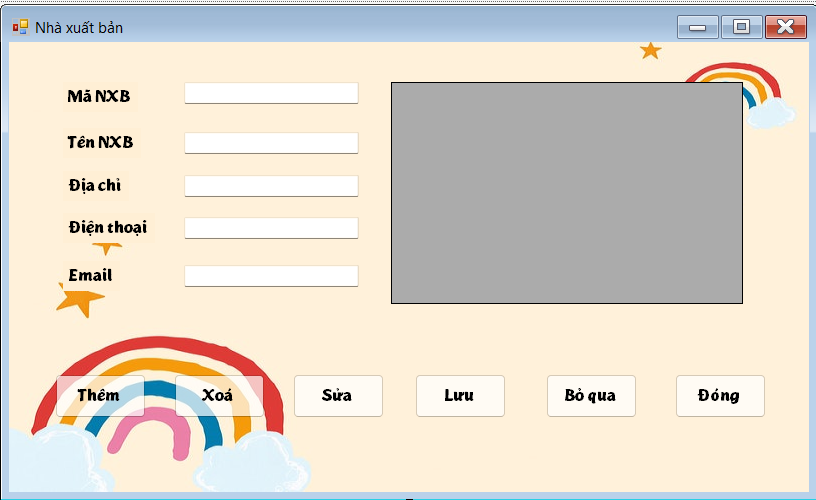 Nhà xuất bản
Mã NXB
Tên NXB
Địa chỉ
Điện thoại
Email
Thêm Xoá Sửa Lưu Bỏ qua Đóng